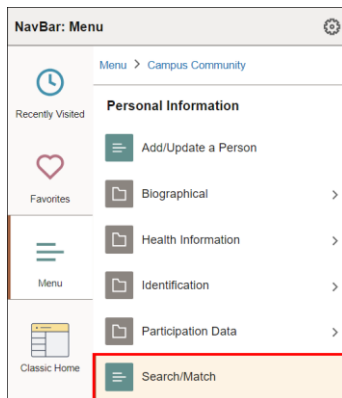 NavBar: Menu
Recently Visited
Favorites
Menu
Classic Home
Menu > Campus Community
Personal Information
Add/Update a Person
Biographical
Health Information
Identification
Participation Data
Search/Match